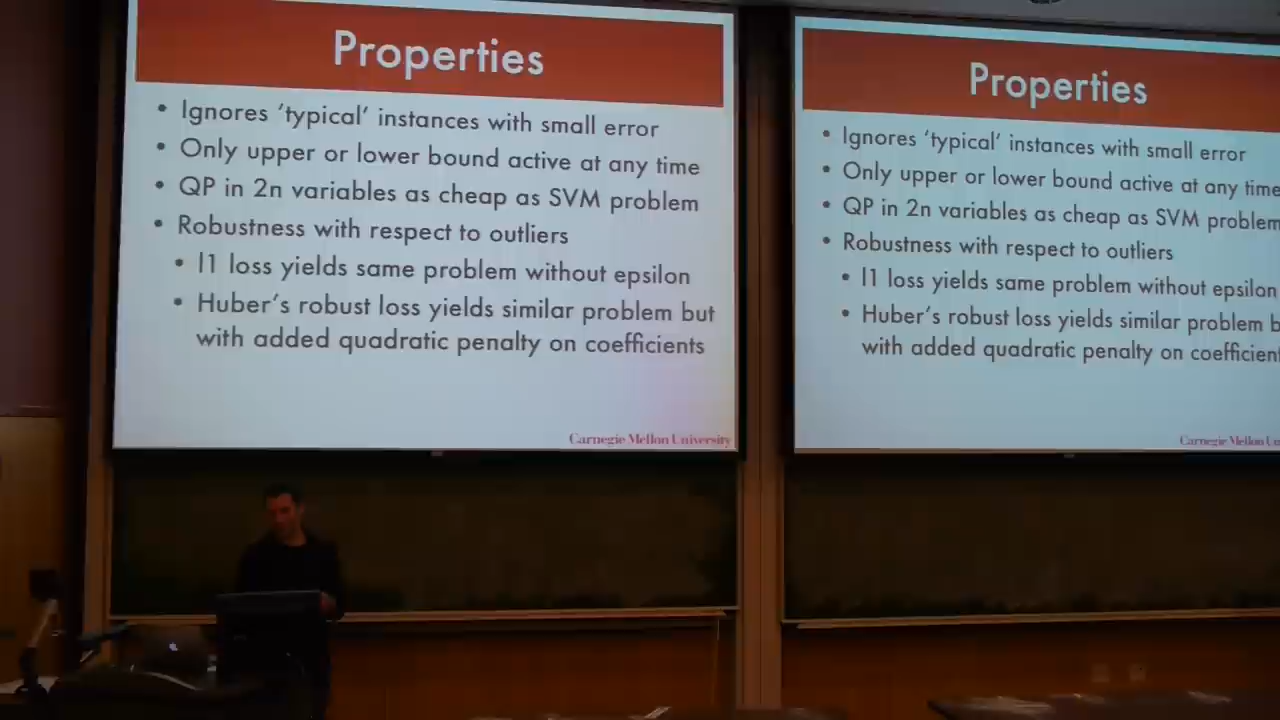 Properties
• Ignores ‘typical’ instances with small error
• Only upper or lower bound active at any time
• QP in 2n variables as cheap as SVM problem
• Robustness with respect to outliers
• l1 loss yields same problem without epsilon
• Huber’s robust loss yields similar problem but
with added quadratic penalty on coefficients
Carnegie Mellon University
Properties
• Ignores ‘typical’ instances with small error
• Only upper or lower bound active at any time
• QP in 2n variables as cheap as SVM problem
• Robustness with respect to outliers
• l1 loss yields same problem without epsilon
• Huber’s robust loss yields similar problem b
with added quadratic penalty on coefficien
Carnegie Mellon Un